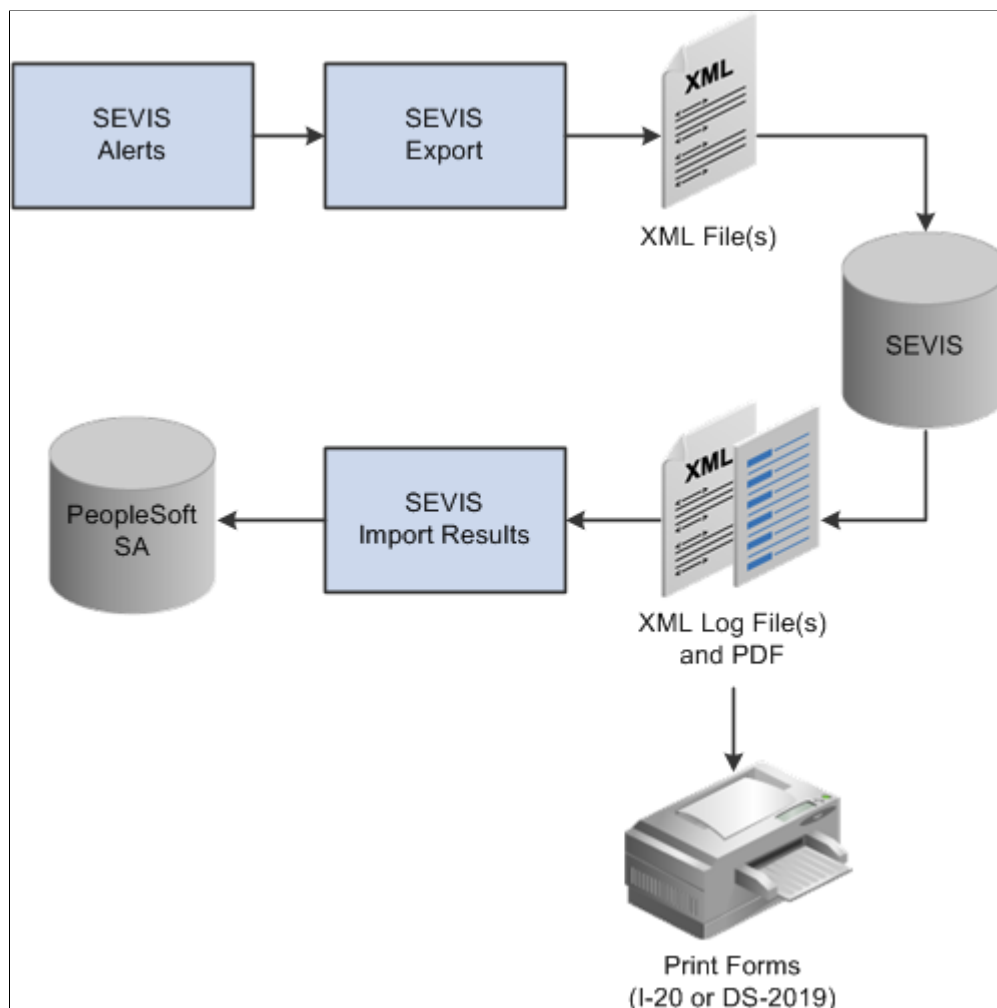 SEVIS
Alerts
SEVIS
Export
XML
XML File(s)
SEVIS
PeopleSoft
SA
SEVIS
Import Results
XML
XML Log File(s)
and PDF
Print Forms
(I-20 or DS-2019)